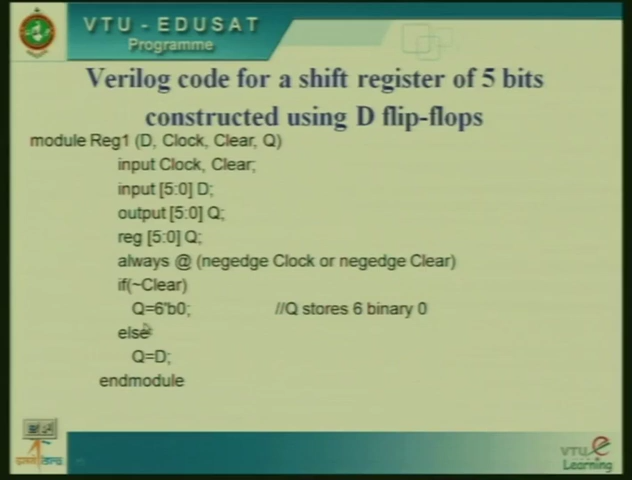 VTU - EDUSAT
Programme
Verilog code for a shift register of 5 bits
constructed using D flip-flops
module Reg1 (D, Clock, Clear, Q)
input Clock, Clear;
input [5:0] D;
output [5:0] Q;
reg [5:0] Q;
always @ (negedge Clock or negedge Clear)
if(~Clear)
Q=6'b0; //Q stores 6 binary 0
else
Q=D;
endmodule
VTU e
Learning